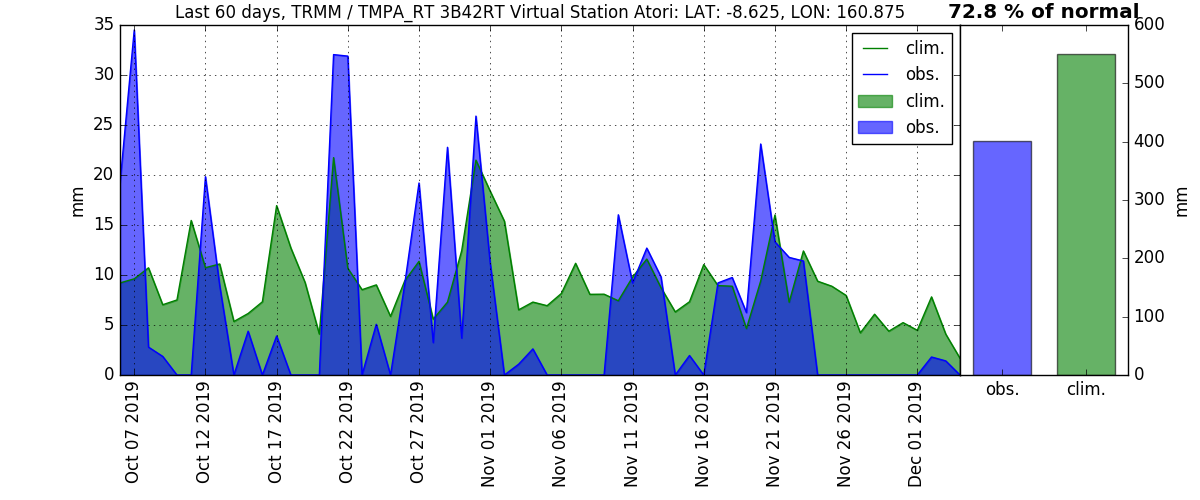 Last 60 days, TRMM / TMPA_RT 3B42RT Virtual Station Atori: LAT: -8.625, LON: 160.875
72.8 % of normal
clim.
obs.
clim.
obs.
mm
35
30
25
20
15
10
5
0
Oct 07 2019
Oct 12 2019
Oct 17 2019
Oct 22 2019
Oct 27 2019
Nov 01 2019
Nov 06 2019
Nov 11 2019
Nov 16 2019
Nov 21 2019
Nov 26 2019
Dec 01 2019
600
500
400
300
200
100
0
mm
obs.
clim.